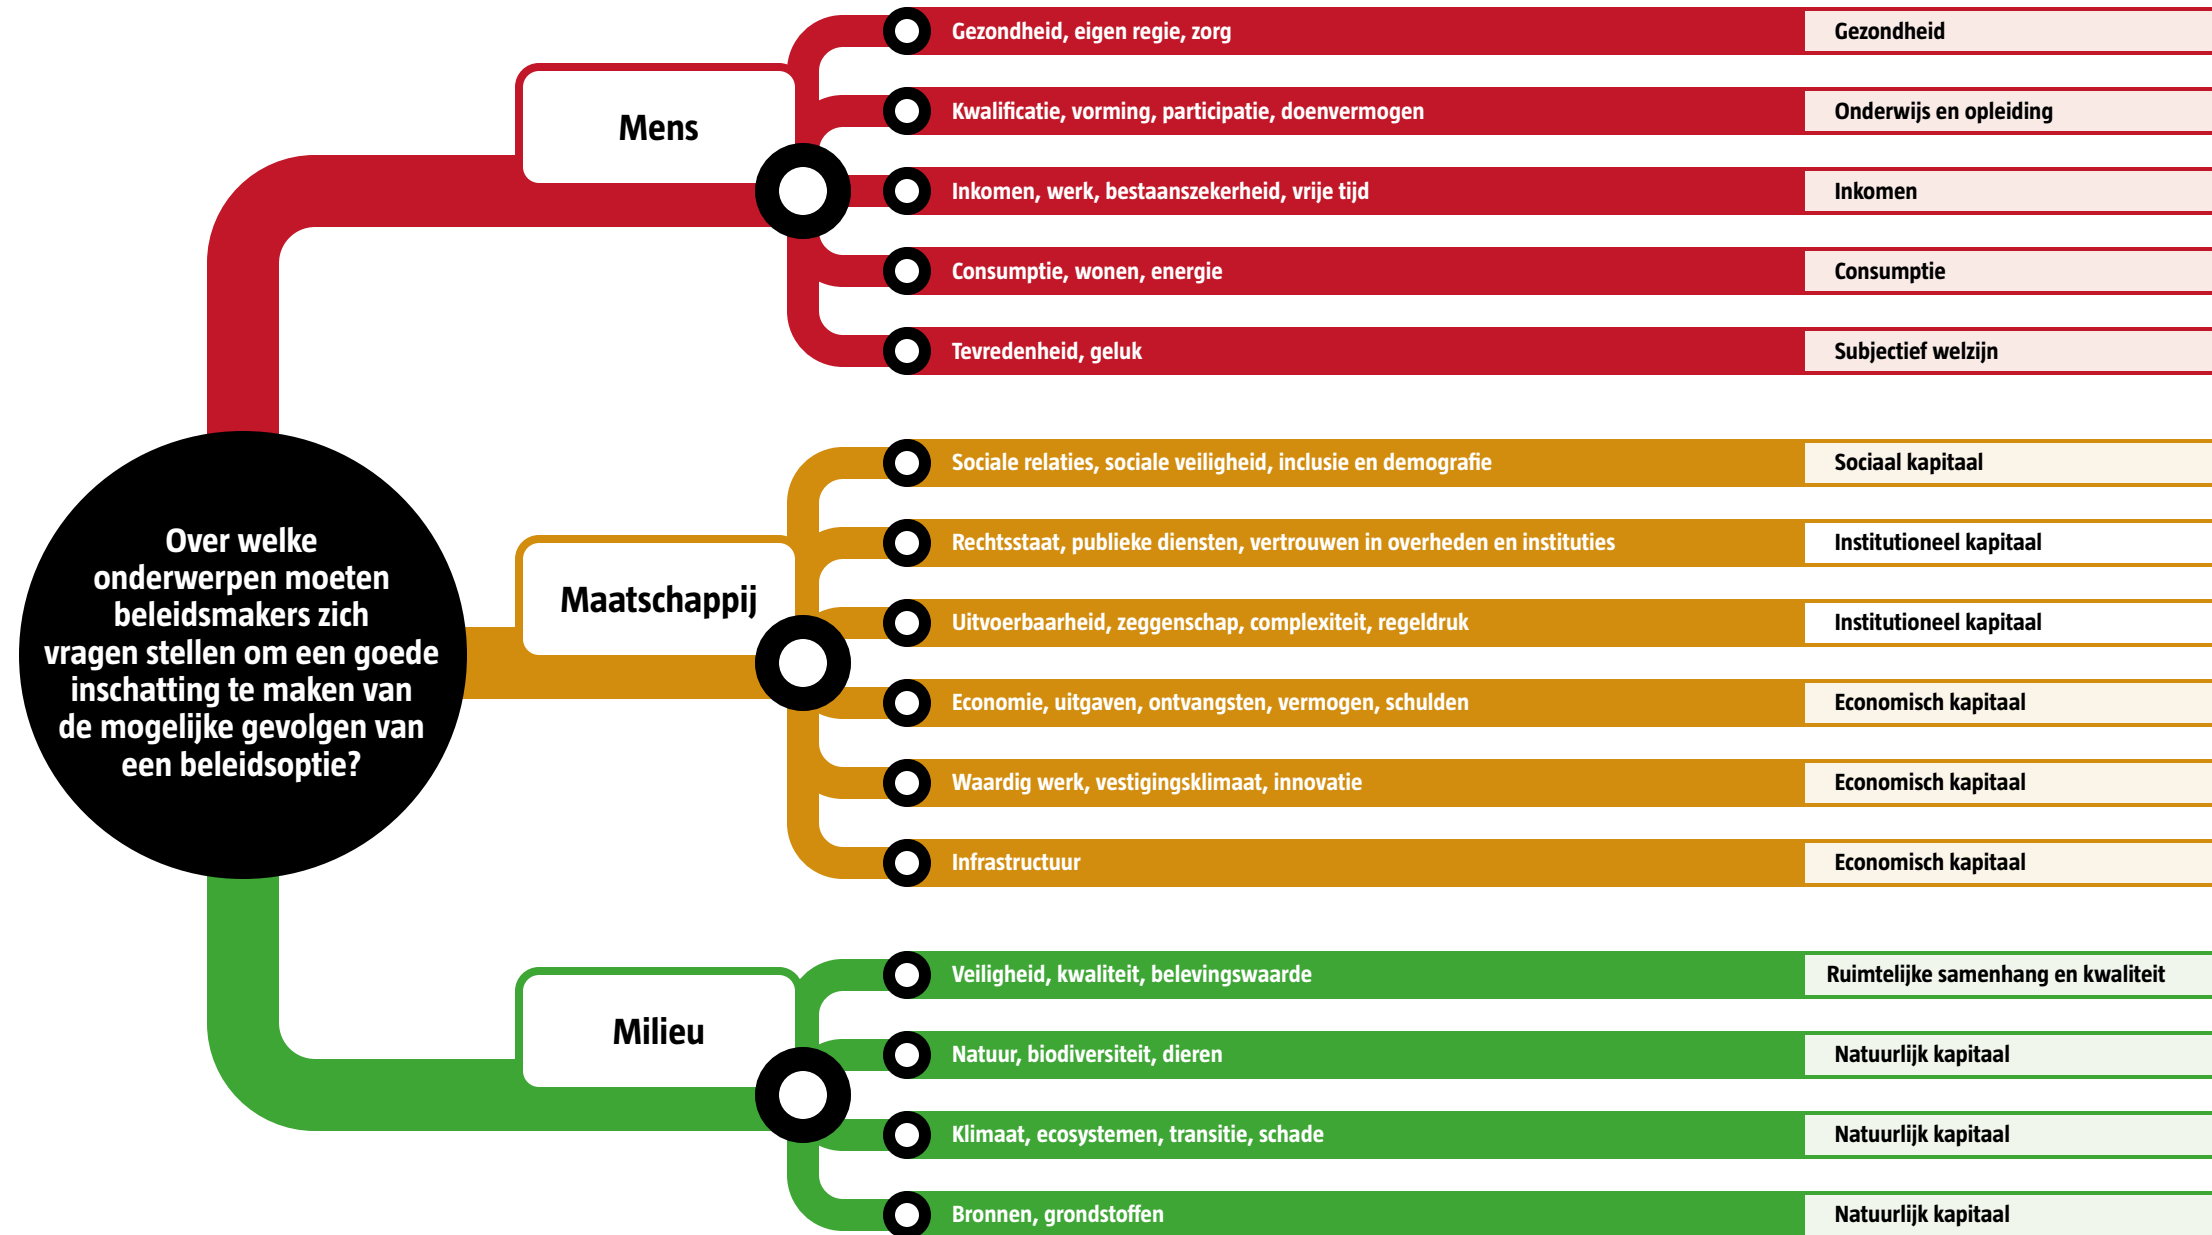 Over welke
onderwerpen moeten
beleidsmakers zich
vragen stellen om een goede
inschatting te maken van
de mogelijke gevolgen van
een beleidsoptie?
Mens
Gezondheid, eigen regie, zorg
Gezondheid
Kwalificatie, vorming, participatie, doenvermogen
Onderwijs en opleiding
Inkomen, werk, bestaanszekerheid, vrije tijd
Inkomen
Consumptie, wonen, energie
Consumptie
Tevredenheid, geluk
Subjectief welzijn
Maatschappij
Sociale relaties, sociale veiligheid, inclusie en demografie
Sociaal kapitaal
Rechtsstaat, publieke diensten, vertrouwen in overheden en instituties
Institutioneel kapitaal
Uitvoerbaarheid, zeggenschap, complexiteit, regeldruk
Institutioneel kapitaal
Economie, uitgaven, ontvangsten, vermogen, schulden
Economisch kapitaal
Waardig werk, vestigingsklimaat, innovatie
Economisch kapitaal
Infrastructuur
Economisch kapitaal
Milieu
Veiligheid, kwaliteit, belevingswaarde
Ruimtelijke samenhang en kwaliteit
Natuur, biodiversiteit, dieren
Natuurlijk kapitaal
Klimaat, ecosystemen, transitie, schade
Natuurlijk kapitaal
Bronnen, grondstoffen
Natuurlijk kapitaal